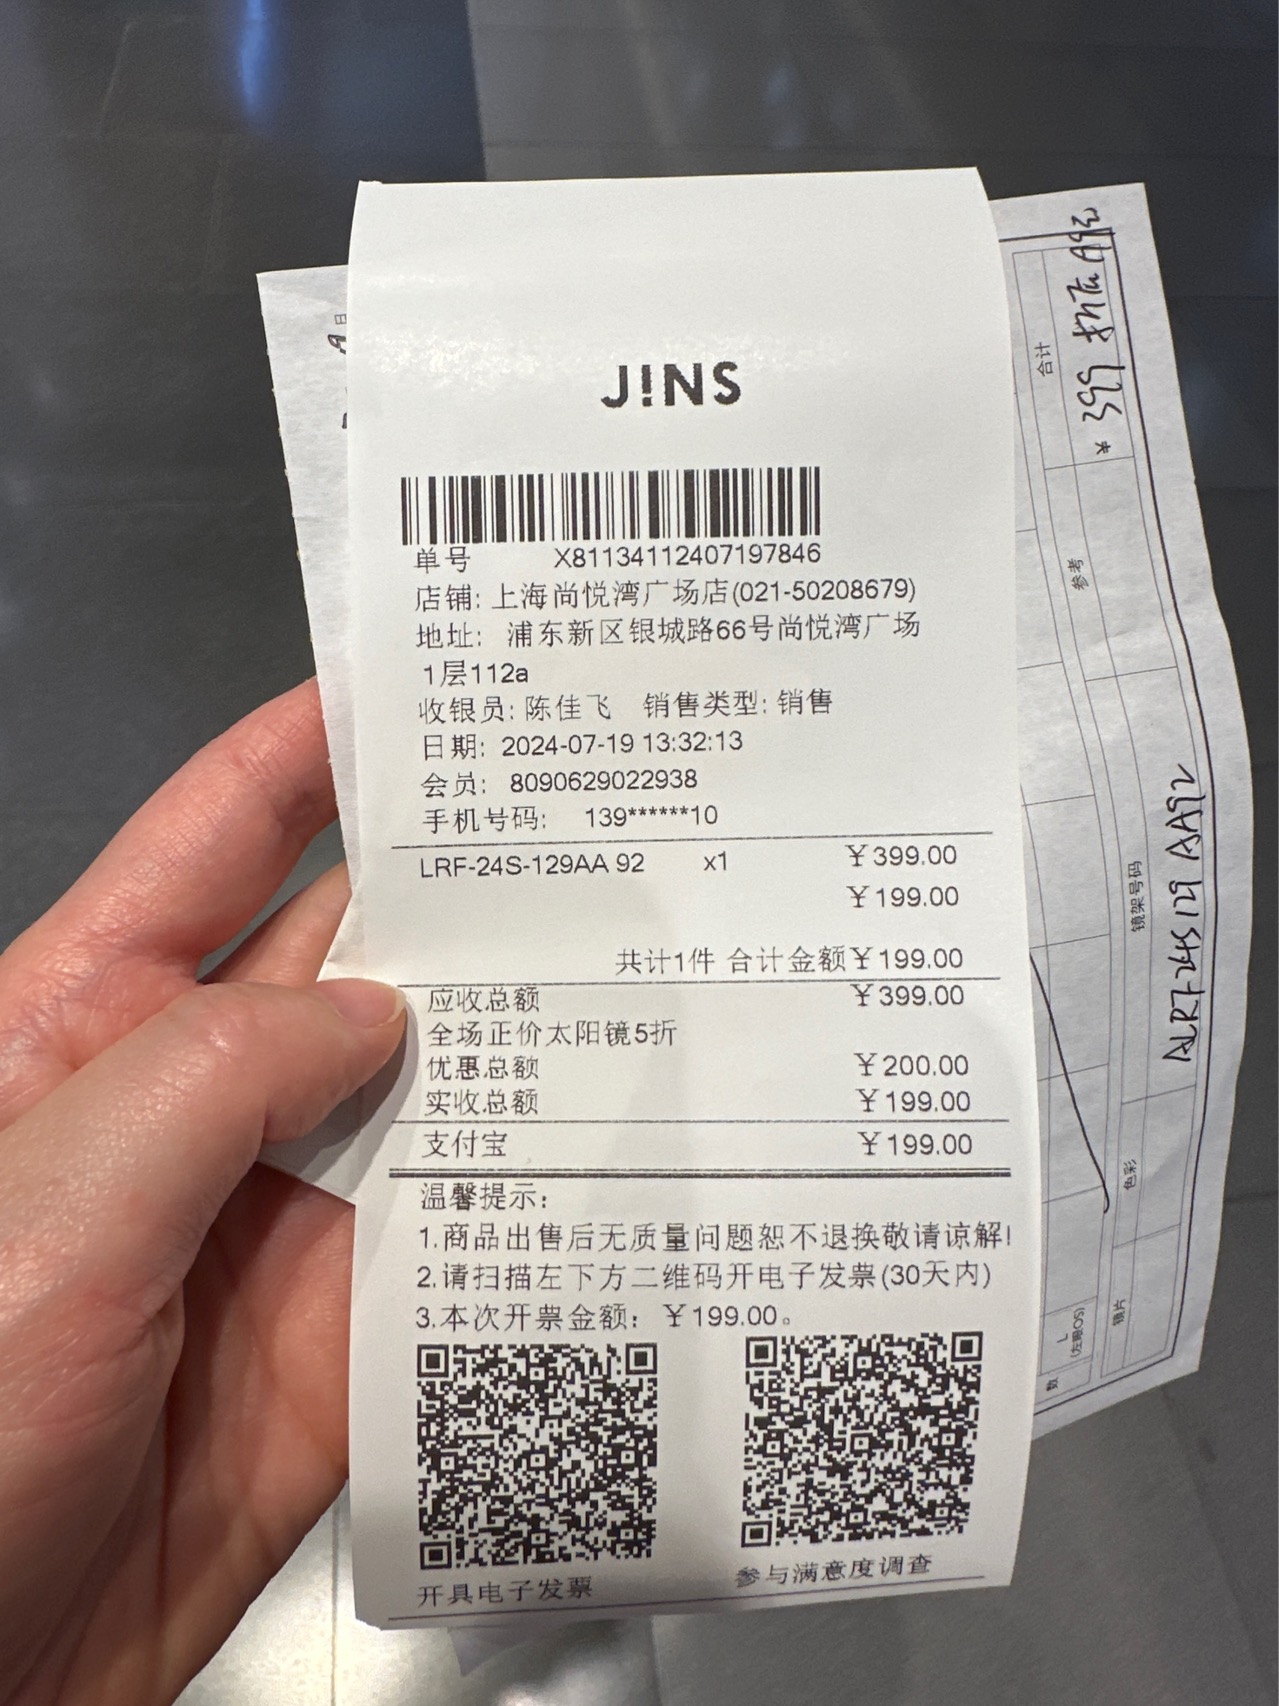 J!NS
单号 X81134112407197846
店铺: 上海尚悦湾广场店(021-50208679)
地址: 浦东新区银城路66号尚悦湾广场
1层112a
收银员: 陈佳飞 销售类型: 销售
日期: 2024-07-19 13:32:13
会员: 8090629022938
手机号码: 139******10
LRF-24S-129AA 92 x1 ¥399.00
¥199.00
共计1件 合计金额¥199.00
应收总额 ¥399.00
全场正价太阳镜5折
优惠总额 ¥200.00
实收总额 ¥199.00
支付宝 ¥199.00
温馨提示:
1.商品出售后无质量问题恕不退换敬请谅解!
2.请扫描左下方二维码开电子发票(30天内)
3.本次开票金额: ¥199.00。
开具电子发票
参与满意度调查
日
合计
* 399
参考
镜架号码
色彩
镜片
L
(左眼OS)
数